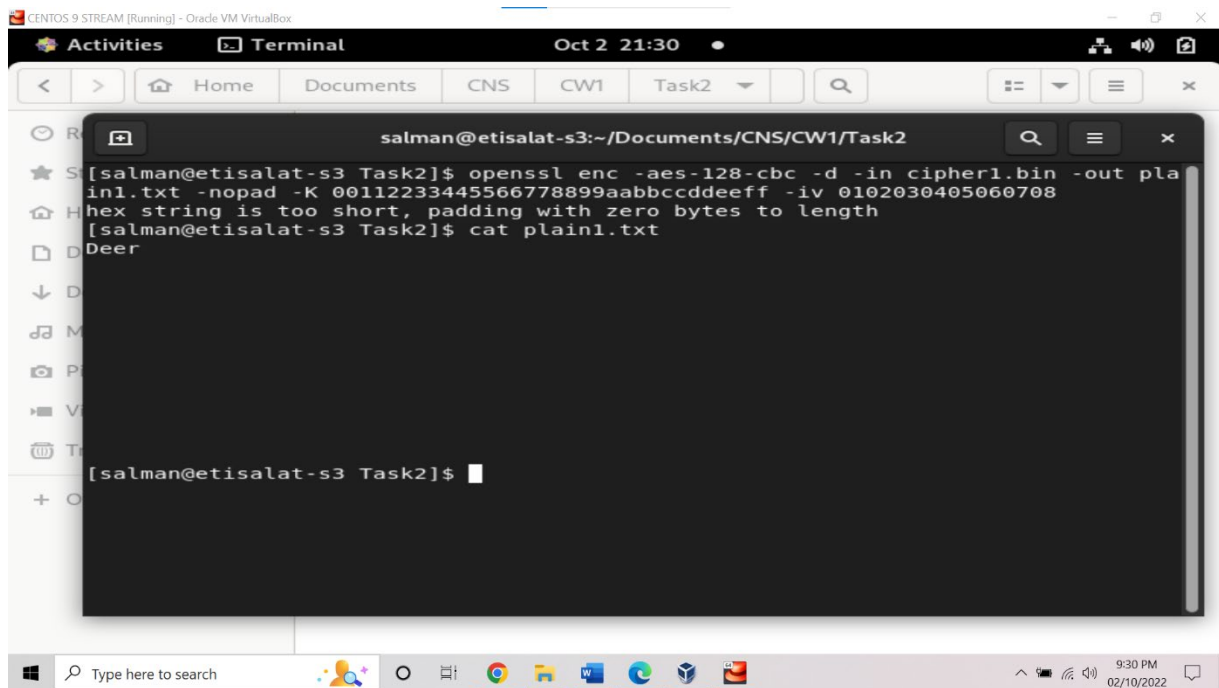 CENTOS 9 STREAM [Running] - Oracle VM VirtualBox
Activities Terminal Oct 2 21:30
Home Documents CNS CW1 Task2
salman@etisalat-s3:~/Documents/CNS/CW1/Task2
[salman@etisalat-s3 Task2]$ openssl enc -aes-128-cbc -d -in cipher1.bin -out pla
in1.txt -nopad -K 00112233445566778899aabbccddeeff -iv 0102030405060708
hex string is too short, padding with zero bytes to length
[salman@etisalat-s3 Task2]$ cat plain1.txt
Deer
[salman@etisalat-s3 Task2]$
Type here to search
9:30 PM
02/10/2022